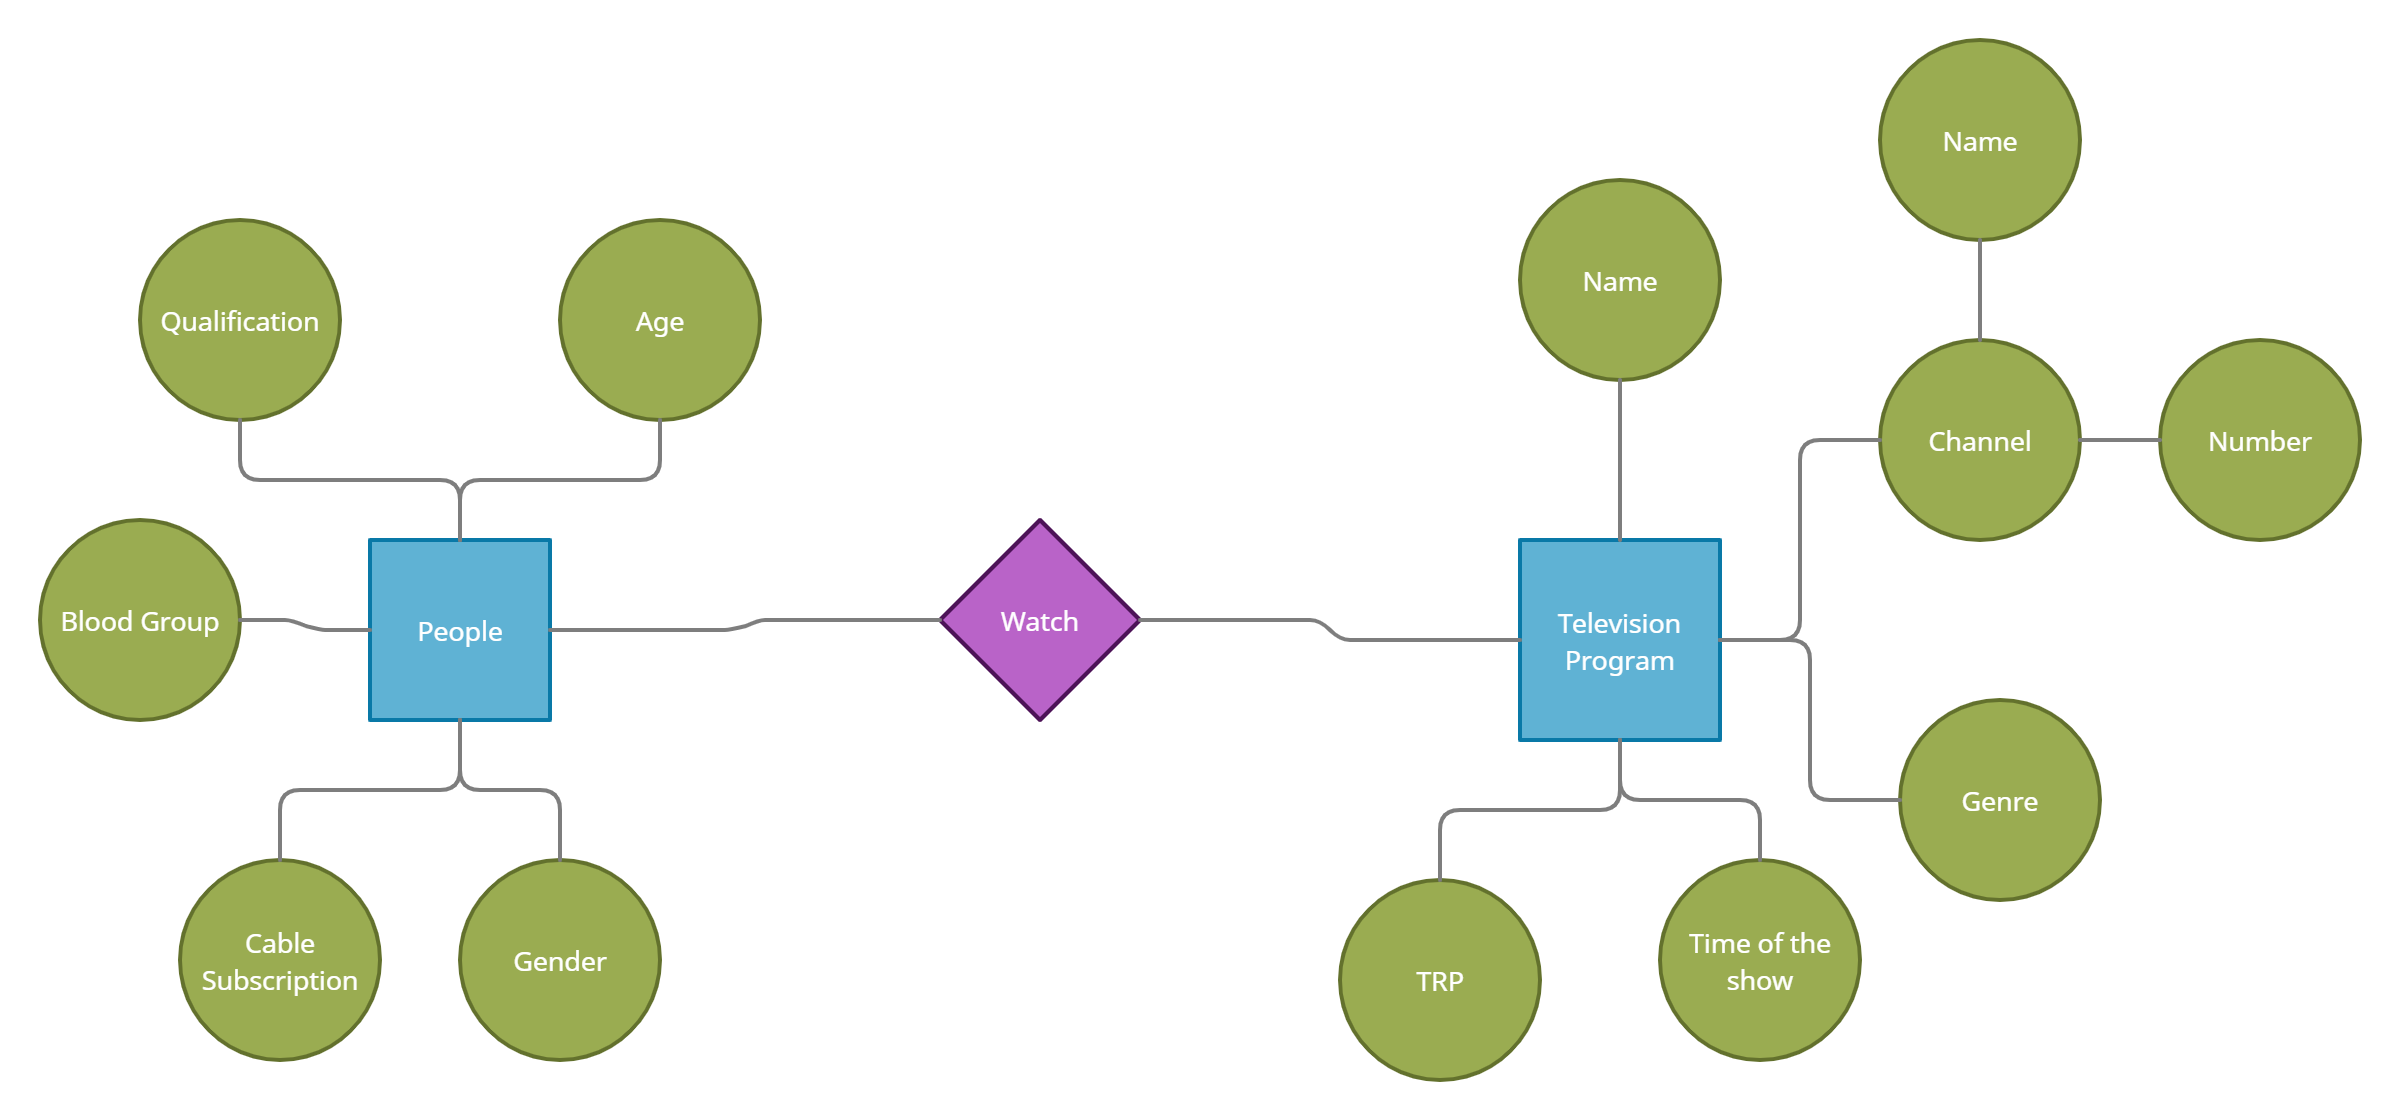 Name
Name
Qualification
Age
Channel
Number
Blood Group
People
Watch
Television
Program
Genre
Cable
Subscription
Gender
TRP
Time of the
show